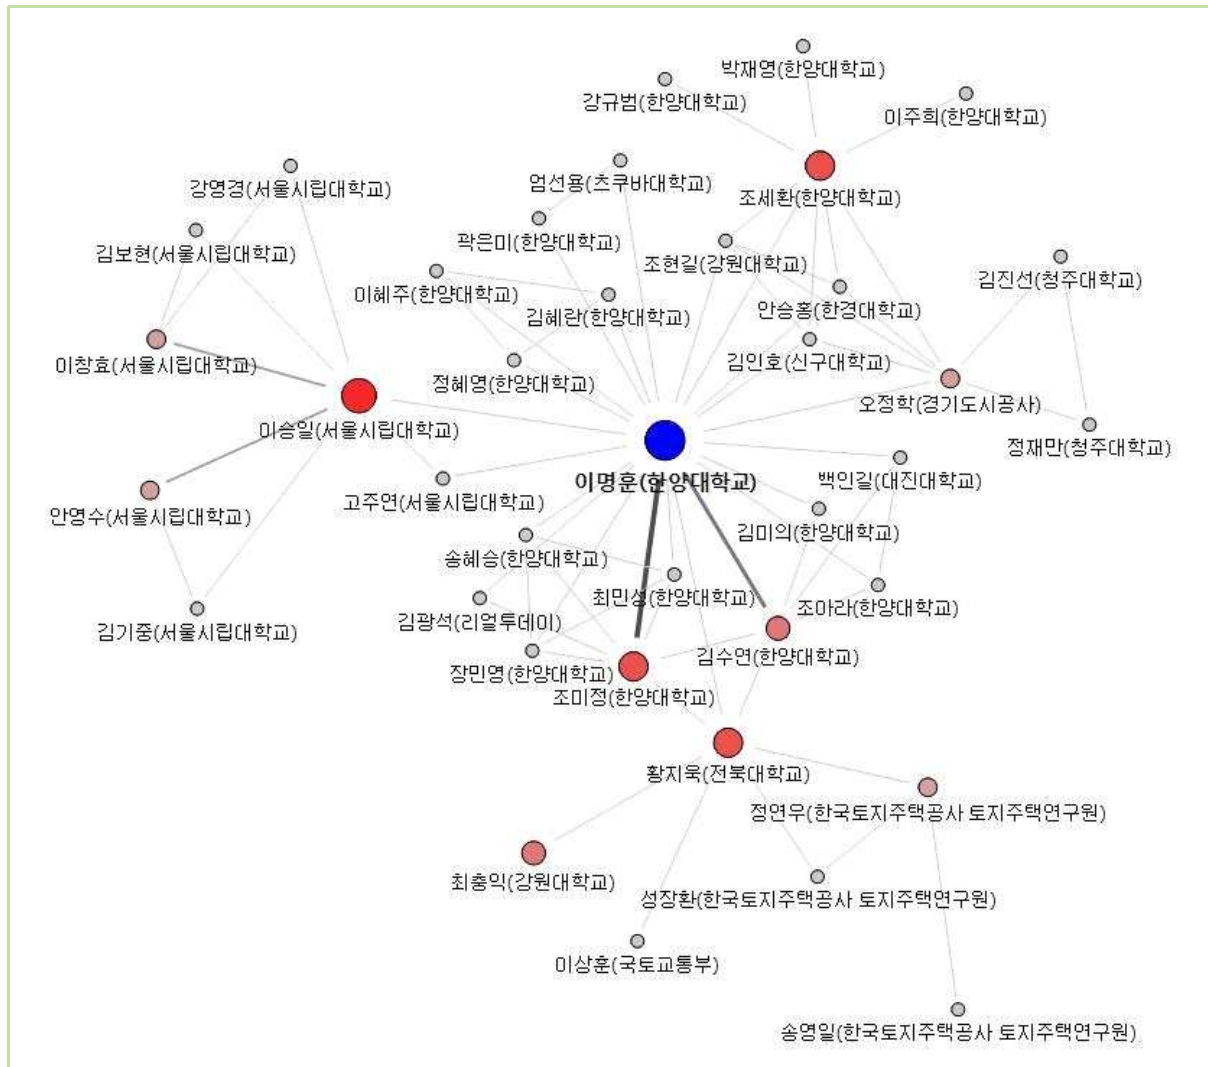 박재영(한양대학교)
강규범(한양대학교)
이주희(한양대학교)
강영경(서울시립대학교)
엄선용(츠쿠바대학교)
조세환(한양대학교)
김보현(서울시립대학교)
곽은미(한양대학교)
조현길(강원대학교)
김진선(청주대학교)
이혜주(한양대학교)
김혜란(한양대학교)
안승홍(한경대학교)
이창효(서울시립대학교)
정혜영(한양대학교)
김인호(신구대학교)
오정학(경기도시공사)
이승일(서울시립대학교)
정재만(청주대학교)
이명훈(한양대학교)
백인길(대진대학교)
고주연(서울시립대학교)
안영수(서울시립대학교)
김미의(한양대학교)
송혜승(한양대학교)
최민성(한양대학교)
조아라(한양대학교)
김광석(리얼투데이)
김기중(서울시립대학교)
김수연(한양대학교)
장민영(한양대학교)
조미정(한양대학교)
황지욱(전북대학교)
정연우(한국토지주택공사 토지주택연구원)
최충익(강원대학교)
성장환(한국토지주택공사 토지주택연구원)
이상훈(국토교통부)
송영일(한국토지주택공사 토지주택연구원)